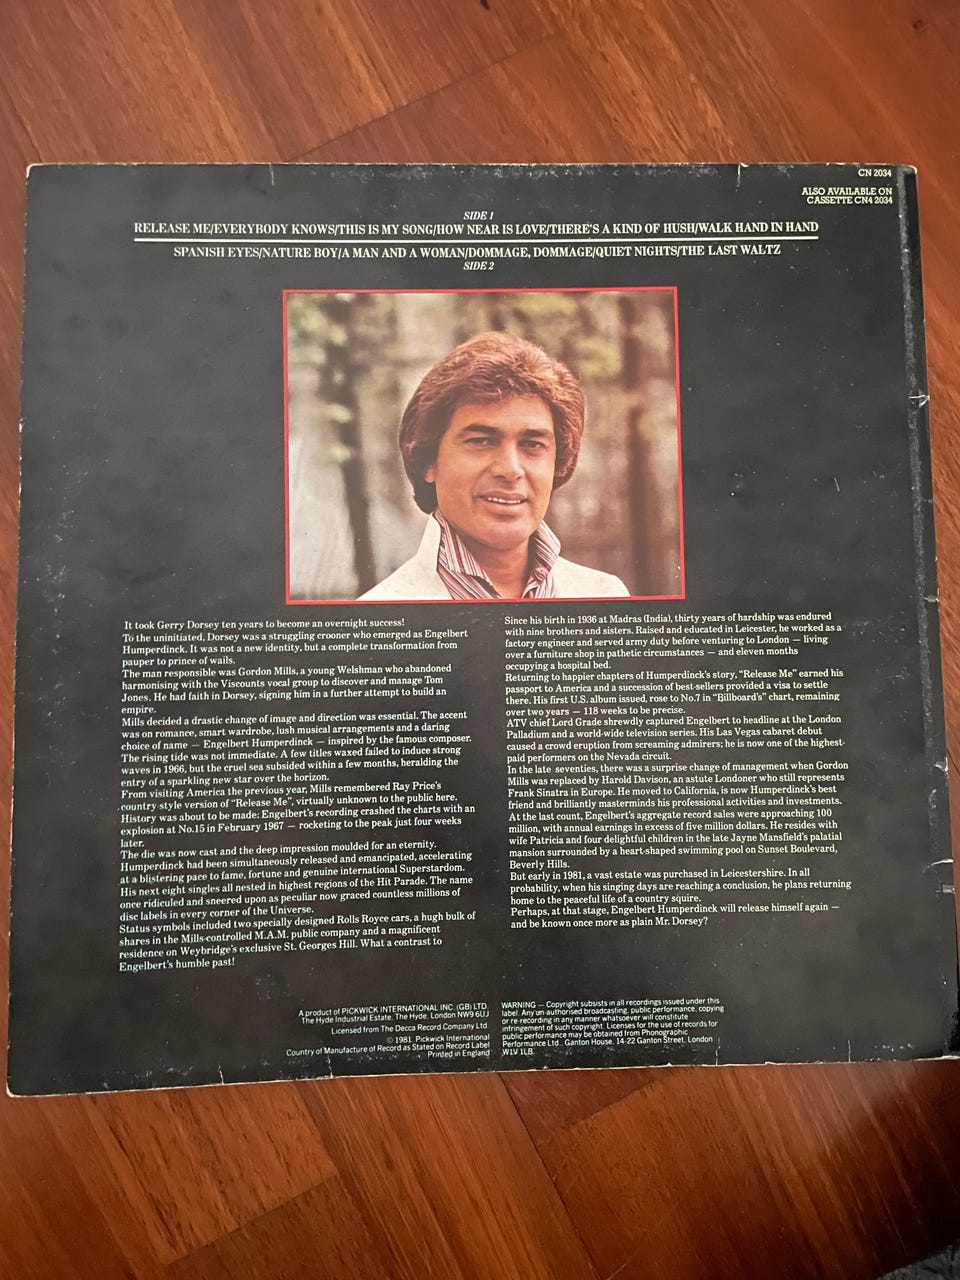 CN 2034
ALSO AVAILABLE ON
CASSETTE CN4 2034
SIDE 1
RELEASE ME/EVERYBODY KNOWS/THIS IS MY SONG/HOW NEAR IS LOVE/THERE'S A KIND OF HUSH/WALK HAND IN HAND
SPANISH EYES/NATURE BOY/A MAN AND A WOMAN/DOMMAGE, DOMMAGE/QUIET NIGHTS/THE LAST WALTZ
SIDE 2
It took Gerry Dorsey ten years to become an overnight success!
To the uninitiated, Dorsey was a struggling crooner who emerged as Engelbert
Humperdinck. It was not a new identity, but a complete transformation from
pauper to prince of wails.
The man responsible was Gordon Mills, a young Welshman who abandoned
harmonising with the Viscounts vocal group to discover and manage Tom
Jones. He had faith in Dorsey, signing him in a further attempt to build an
empire.
Mills decided a drastic change of image and direction was essential. The accent
was on romance, smart wardrobe, lush musical arrangements and a daring
choice of name — Engelbert Humperdinck — inspired by the famous composer.
The rising tide was not immediate. A few titles waxed failed to induce strong
waves in 1966, but the cruel sea subsided within a few months, heralding the
entry of a sparkling new star over the horizon.
From visiting America the previous year, Mills remembered Ray Price's
country-style version of "Release Me", virtually unknown to the public here.
History was about to be made: Engelbert's recording crashed the charts with an
explosion at No.15 in February 1967 — rocketing to the peak just four weeks
later.
The die was now cast and the deep impression moulded for an eternity.
Humperdinck had been simultaneously released and emancipated, accelerating
at a blistering pace to fame, fortune and genuine international Superstardom.
His next eight singles all nested in highest regions of the Hit Parade. The name
once ridiculed and sneered upon as peculiar now graced countless millions of
disc labels in every corner of the Universe.
Status symbols included two specially designed Rolls Royce cars, a hugh bulk of
shares in the Mills-controlled M.A.M. public company and a magnificent
residence on Weybridge's exclusive St. Georges Hill. What a contrast to
Engelbert's humble past!
Since his birth in 1936 at Madras (India), thirty years of hardship was endured
with nine brothers and sisters. Raised and educated in Leicester, he worked as a
factory engineer and served army duty before venturing to London — living
over a furniture shop in pathetic circumstances — and eleven months
occupying a hospital bed.
Returning to happier chapters of Humperdinck's story, "Release Me" earned his
passport to America and a succession of best-sellers provided a visa to settle
there. His first U.S. album issued, rose to No.7 in "Billboard's" chart, remaining
over two years — 118 weeks to be precise.
ATV chief Lord Grade shrewdly captured Engelbert to headline at the London
Palladium and a world-wide television series. His Las Vegas cabaret debut
caused a crowd eruption from screaming admirers; he is now one of the highest-
paid performers on the Nevada circuit.
In the late seventies, there was a surprise change of management when Gordon
Mills was replaced by Harold Davison, an astute Londoner who still represents
Frank Sinatra in Europe. He moved to California, is now Humperdinck's best
friend and brilliantly masterminds his professional activities and investments.
At the last count, Engelbert's aggregate record sales were approaching 100
million, with annual earnings in excess of five million dollars. He resides with
wife Patricia and four delightful children in the late Jayne Mansfield's palatial
mansion surrounded by a heart-shaped swimming pool on Sunset Boulevard,
Beverly Hills.
But early in 1981, a vast estate was purchased in Leicestershire. In all
probability, when his singing days are reaching a conclusion, he plans returning
home to the peaceful life of a country squire.
Perhaps, at that stage, Engelbert Humperdinck will release himself again —
and be known once more as plain Mr. Dorsey?
A product of PICKWICK INTERNATIONAL INC. (GB) LTD.
The Hyde Industrial Estate, The Hyde, London NW9 6UJ
Licensed from The Decca Record Company Ltd.
© 1981, Pickwick International
Country of Manufacture of Record as Stated on Record Label
Printed in England
WARNING — Copyright subsists in all recordings issued under this
label. Any un-authorised broadcasting, public performance, copying
or re-recording in any manner whatsoever will constitute
infringement of such copyright. Licenses for the use of records for
public performance may be obtained from Phonographic
Performance Ltd., Ganton House, 14-22 Ganton Street, London
W1V 1LB.